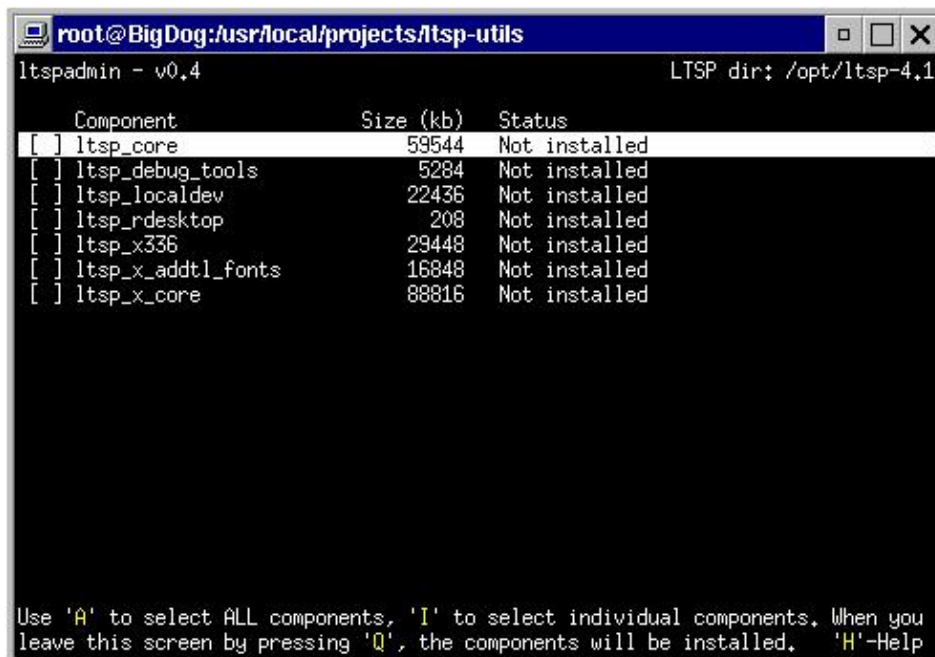 root@BigDog:/usr/local/projects/ltsp-utils
ltspadmin - v0.4 LTSP dir: /opt/ltsp-4.1
Component Size (kb) Status
[ ] ltsp_core 59544 Not installed
[ ] ltsp_debug_tools 5284 Not installed
[ ] ltsp_localdev 22436 Not installed
[ ] ltsp_rdesktop 208 Not installed
[ ] ltsp_x336 29448 Not installed
[ ] ltsp_x_addtl_fonts 16848 Not installed
[ ] ltsp_x_core 88816 Not installed
Use 'A' to select ALL components, 'I' to select individual components. When you
leave this screen by pressing 'Q', the components will be installed. 'H'-Help